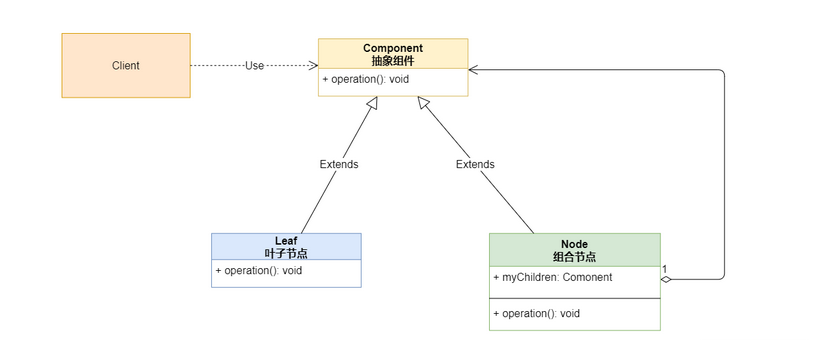 Client
Use
Component
抽象组件
+ operation(): void
Extends
Extends
Leaf
叶子节点
+ operation(): void
Node
组合节点
+ myChildren: Comonent
1
+ operation(): void